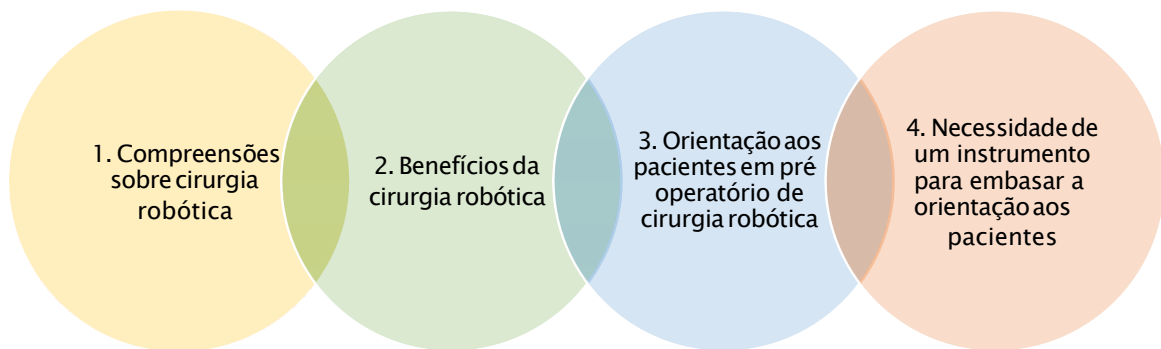 1. Compreensões
sobre cirurgia
robótica
2. Benefícios da
cirurgia robótica
3. Orientação aos
pacientes em pré
operatório de
cirurgia robótica
4. Necessidade de
um instrumento
para embasar a
orientação aos
pacientes